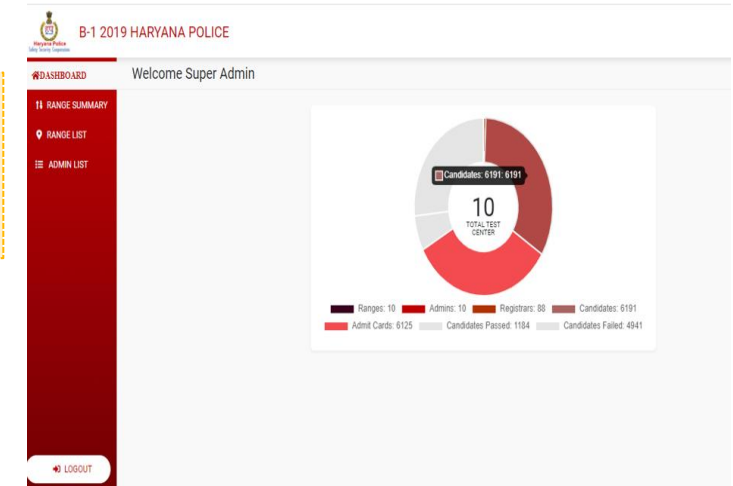 Haryana Police
B-1 2019 HARYANA POLICE
DASHBOARD
Welcome Super Admin
RANGE SUMMARY
RANGE LIST
ADMIN LIST
Candidates: 6191: 6191
10
TOTAL TEST
CENTER
Ranges: 10 Admins: 10 Registrars: 88 Candidates: 6191
Admit Cards: 6125 Candidates Passed: 1184 Candidates Failed: 4941
LOGOUT